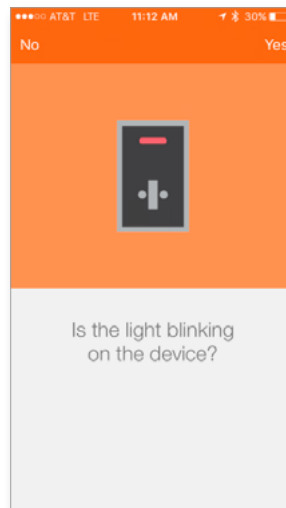 AT&T LTE 11:12 AM 30%
No Yes
Is the light blinking
on the device?